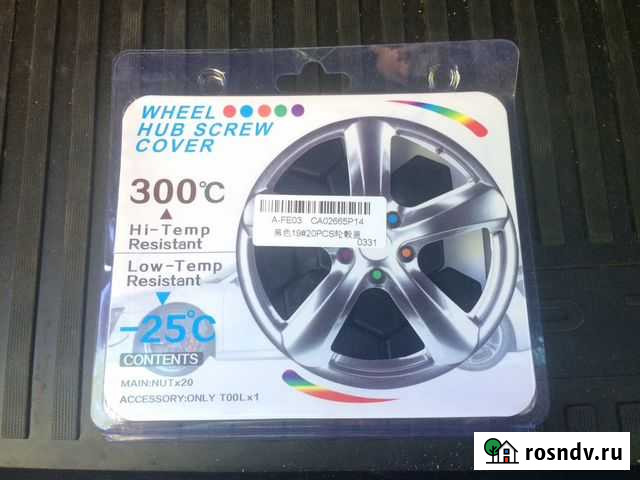 WHEEL
HUB SCREW
COVER
300℃
Hi-Temp
Resistant
Low-Temp
Resistant
-25℃
CONTENTS
MAIN:NUTx20
ACCESSORY:ONLY TOOLx1
A-FE03 CA02665P14
黑色19#20PCS轮毂盖
0331
rosndv.ru